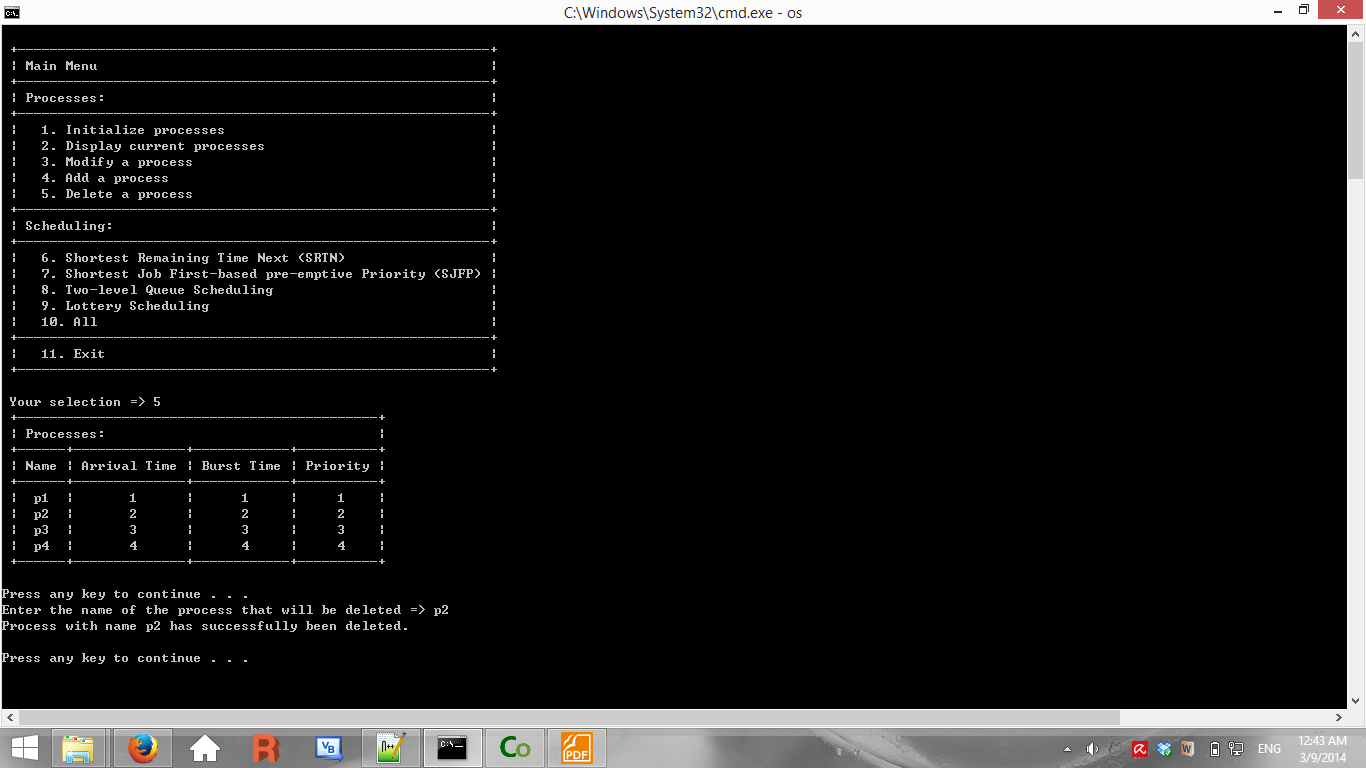 C:\Windows\System32\cmd.exe - os
Main Menu
Processes:
1. Initialize processes
2. Display current processes
3. Modify a process
4. Add a process
5. Delete a process
Scheduling:
6. Shortest Remaining Time Next (SRTN)
7. Shortest Job First-based pre-emptive Priority (SJFP)
8. Two-level Queue Scheduling
9. Lottery Scheduling
10. All
11. Exit
Your selection => 5
Processes:
Name | Arrival Time | Burst Time | Priority
p1 | 1 | 1 | 1
p2 | 2 | 2 | 2
p3 | 3 | 3 | 3
p4 | 4 | 4 | 4
Press any key to continue . . .
Enter the name of the process that will be deleted => p2
Process with name p2 has successfully been deleted.
Press any key to continue . . .
R VB C:\ Co PDF W ENG 12:43 AM
3/9/2014